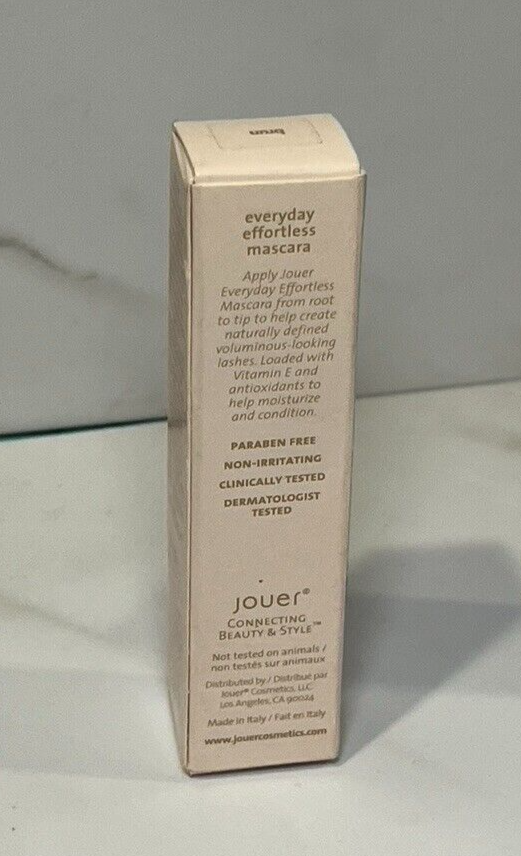 brun
everyday
effortless
mascara
Apply Jouer
Everyday Effortless
Mascara from root
to tip to help create
naturally defined
voluminous-looking
lashes. Loaded with
Vitamin E and
antioxidants to
help moisturize
and condition.
PARABEN FREE
NON-IRRITATING
CLINICALLY TESTED
DERMATOLOGIST
TESTED
jouer®
CONNECTING
BEAUTY & STYLE™
Not tested on animals /
non testés sur animaux
Distributed by / Distribué par
Jouer® Cosmetics, LLC
Los Angeles, CA 90024
Made in Italy / Fait en Italy
www.jouercosmetics.com